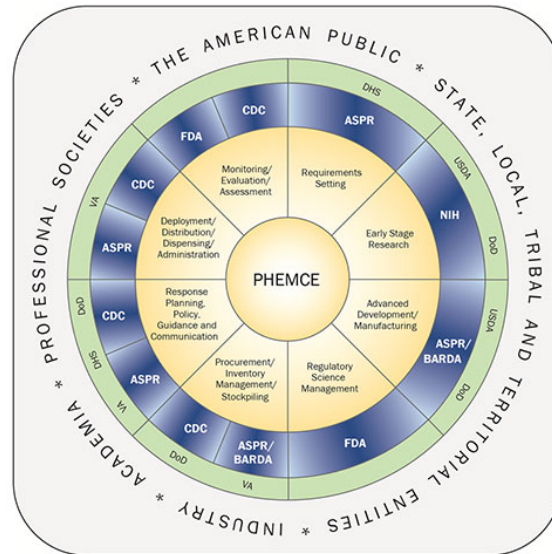 * THE AMERICAN PUBLIC * STATE, LOCAL, TRIBAL AND TERRITORIAL ENTITIES * INDUSTRY * ACADEMIA * PROFESSIONAL SOCIETIES
DHS
USDA
DoD
USDA
DoD
VA
DoD
VA
DHS
DoD
VA
ASPR
NIH
ASPR/
BARDA
FDA
ASPR/
BARDA
CDC
ASPR
CDC
ASPR
CDC
FDA
CDC
Requirements
Setting
Early Stage
Research
Advanced
Development/
Manufacturing
Regulatory
Science
Management
Procurement/
Inventory
Management/
Stockpiling
Response
Planning,
Policy,
Guidance and
Communication
Deployment/
Distribution/
Dispensing/
Administration
Monitoring/
Evaluation/
Assessment
PHEMCE